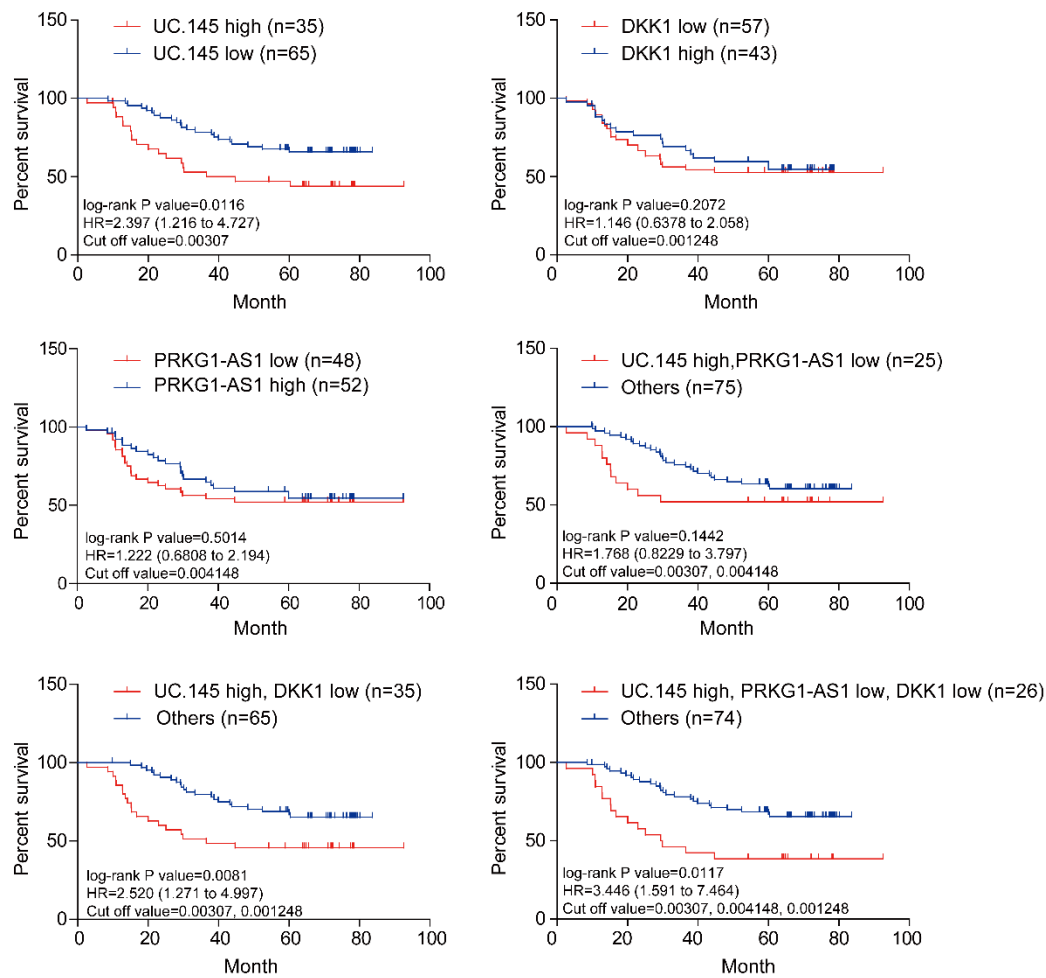 150
UC.145 high (n=35)
UC.145 low (n=65)
100
Percent survival
50
log-rank P value=0.0116
HR=2.397 (1.216 to 4.727)
Cut off value=0.00307
0
0 20 40 60 80 100
Month
150
DKK1 low (n=57)
DKK1 high (n=43)
100
Percent survival
50
log-rank P value=0.2072
HR=1.146 (0.6378 to 2.058)
Cut off value=0.001248
0
0 20 40 60 80 100
Month
150
PRKG1-AS1 low (n=48)
PRKG1-AS1 high (n=52)
100
Percent survival
50
log-rank P value=0.5014
HR=1.222 (0.6808 to 2.194)
Cut off value=0.004148
0
0 20 40 60 80 100
Month
150
UC.145 high,PRKG1-AS1 low (n=25)
Others (n=75)
100
Percent survival
50
log-rank P value=0.1442
HR=1.768 (0.8229 to 3.797)
Cut off value=0.00307, 0.004148
0
0 20 40 60 80 100
Month
150
UC.145 high, DKK1 low (n=35)
Others (n=65)
100
Percent survival
50
log-rank P value=0.0081
HR=2.520 (1.271 to 4.997)
Cut off value=0.00307, 0.001248
0
0 20 40 60 80 100
Month
150
UC.145 high, PRKG1-AS1 low, DKK1 low (n=26)
Others (n=74)
100
Percent survival
50
log-rank P value=0.0117
HR=3.446 (1.591 to 7.464)
Cut off value=0.00307, 0.004148, 0.001248
0
0 20 40 60 80 100
Month